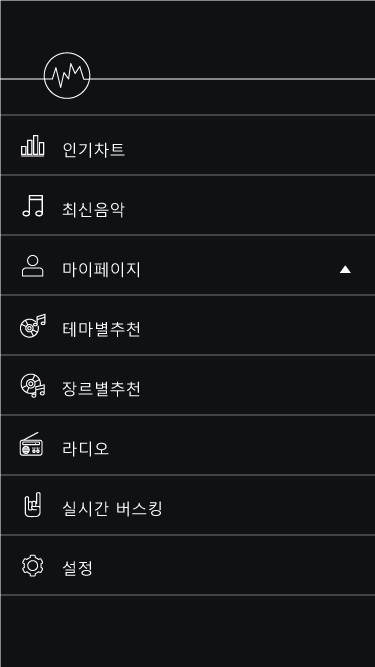 인기차트
최신음악
마이페이지
테마별추천
장르별추천
라디오
실시간 버스킹
설정